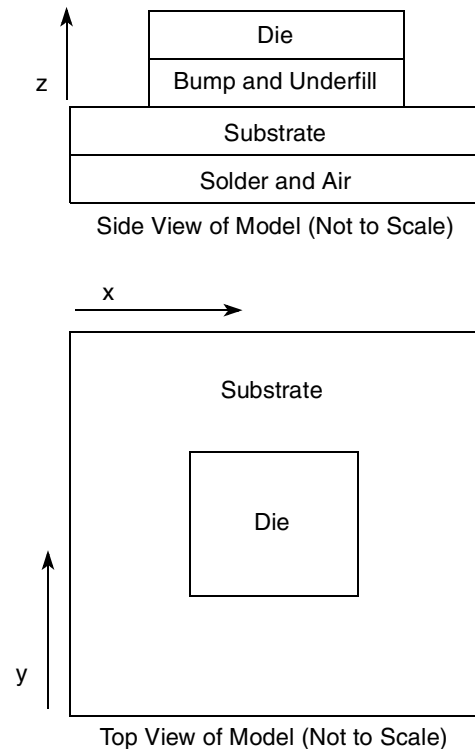 Die
z
Bump and Underfill
Substrate
Solder and Air
Side View of Model (Not to Scale)
x
Substrate
Die
y
Top View of Model (Not to Scale)